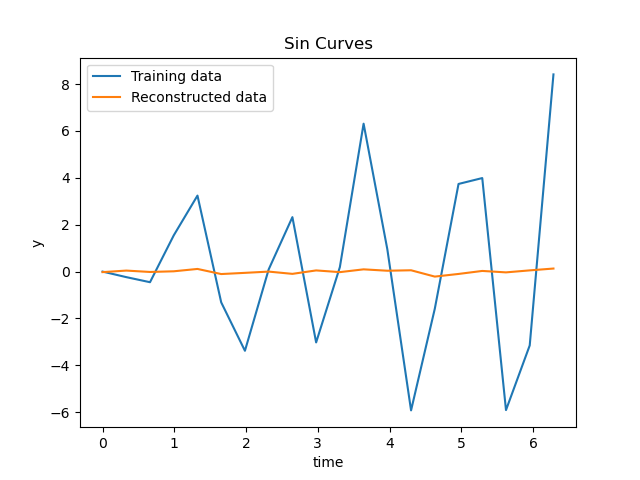 Sin Curves
Training data
Reconstructed data
8
6
4
2
0
−2
−4
−6
y
0 1 2 3 4 5 6
time